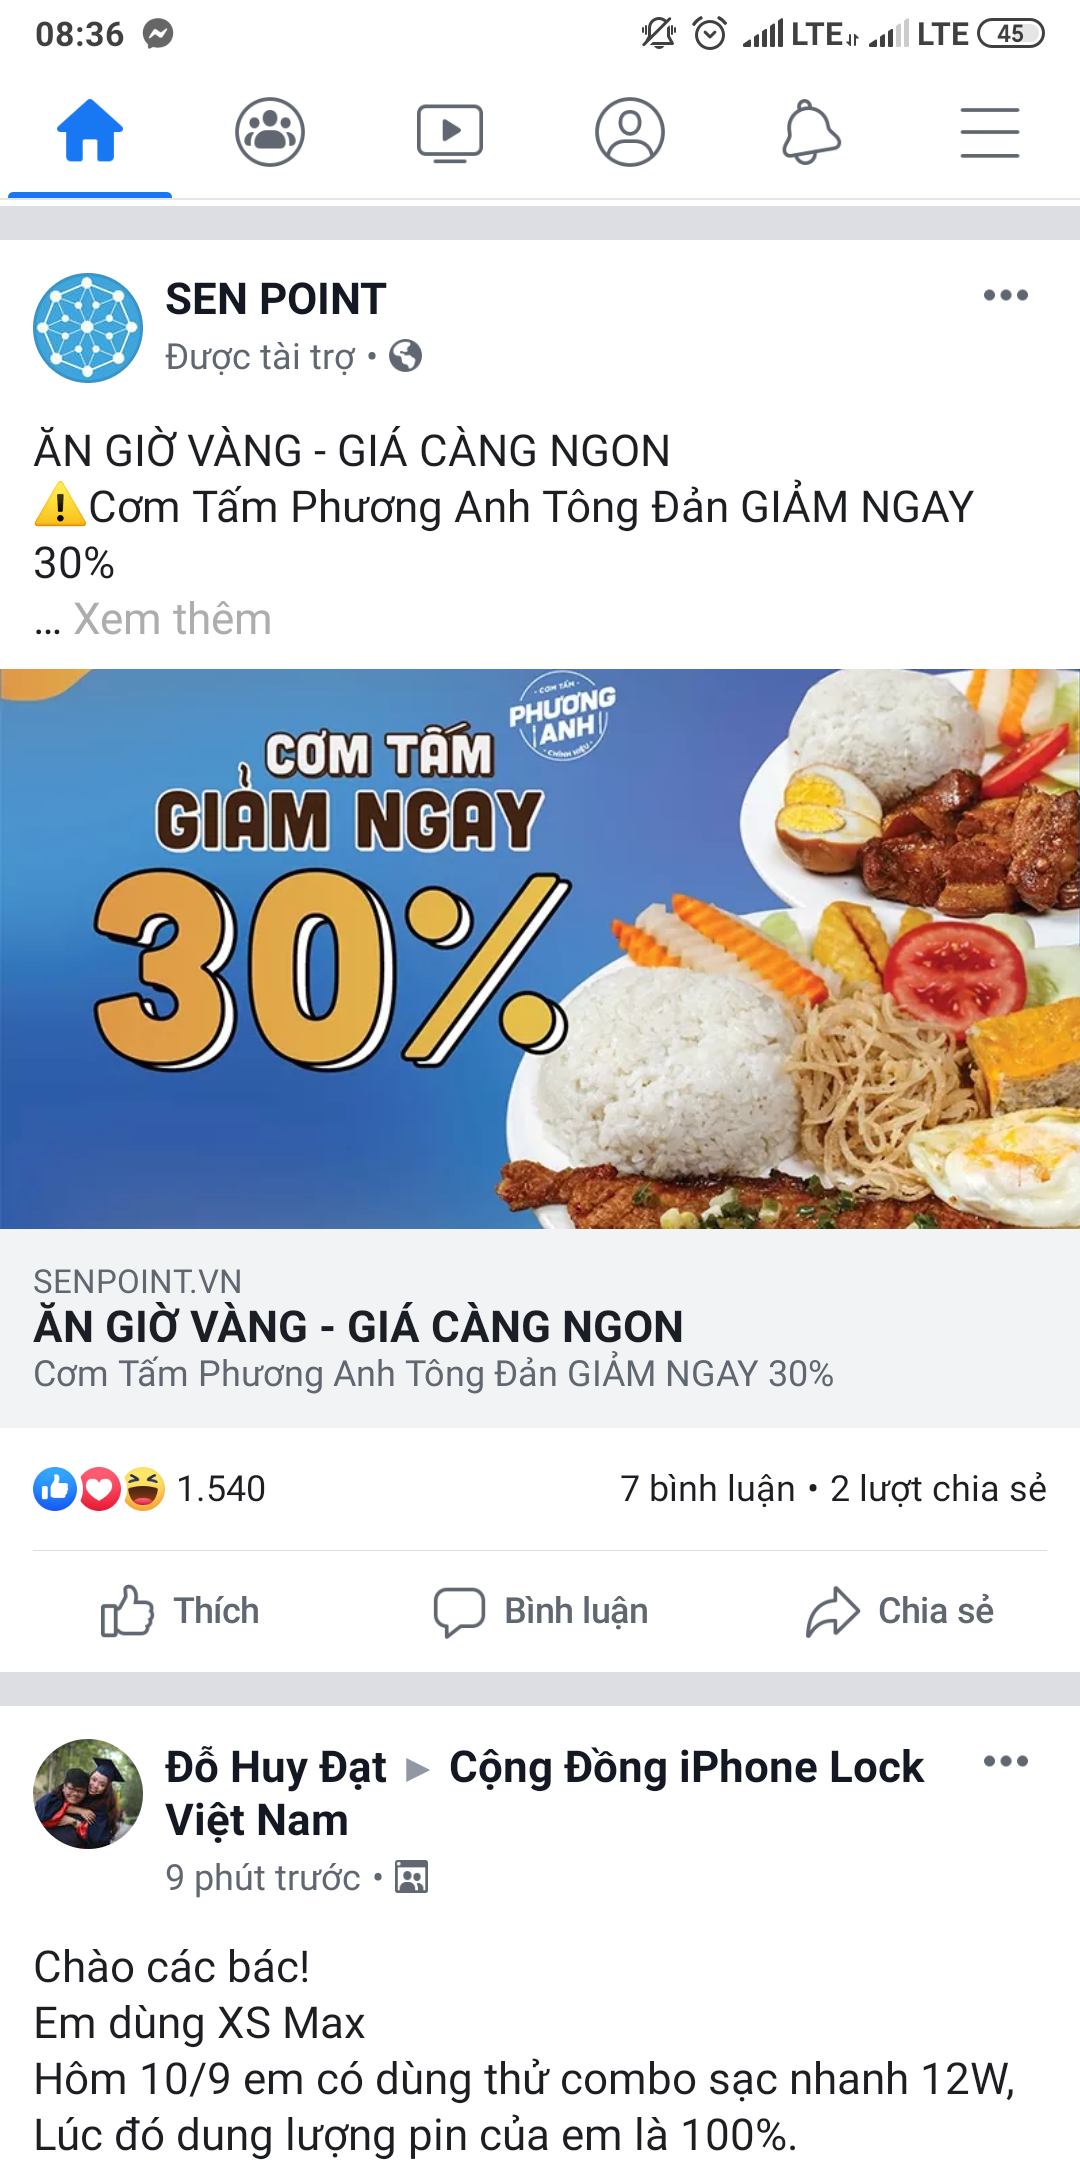 08:36
LTE
LTE
45
SEN POINT
Được tài trợ •
ĂN GIỜ VÀNG - GIÁ CÀNG NGON
⚠️Cơm Tấm Phương Anh Tông Đản GIẢM NGAY
30%
... Xem thêm
- CƠM TẤM -
PHƯƠNG
ANH
- CHÍNH HIỆU -
CƠM TẤM
GIẢM NGAY
30%
SENPOINT.VN
ĂN GIỜ VÀNG - GIÁ CÀNG NGON
Cơm Tấm Phương Anh Tông Đản GIẢM NGAY 30%
1.540
7 bình luận • 2 lượt chia sẻ
Thích
Bình luận
Chia sẻ
Đỗ Huy Đạt ▶ Cộng Đồng iPhone Lock
Việt Nam
9 phút trước •
Chào các bác!
Em dùng XS Max
Hôm 10/9 em có dùng thử combo sạc nhanh 12W,
Lúc đó dung lượng pin của em là 100%.